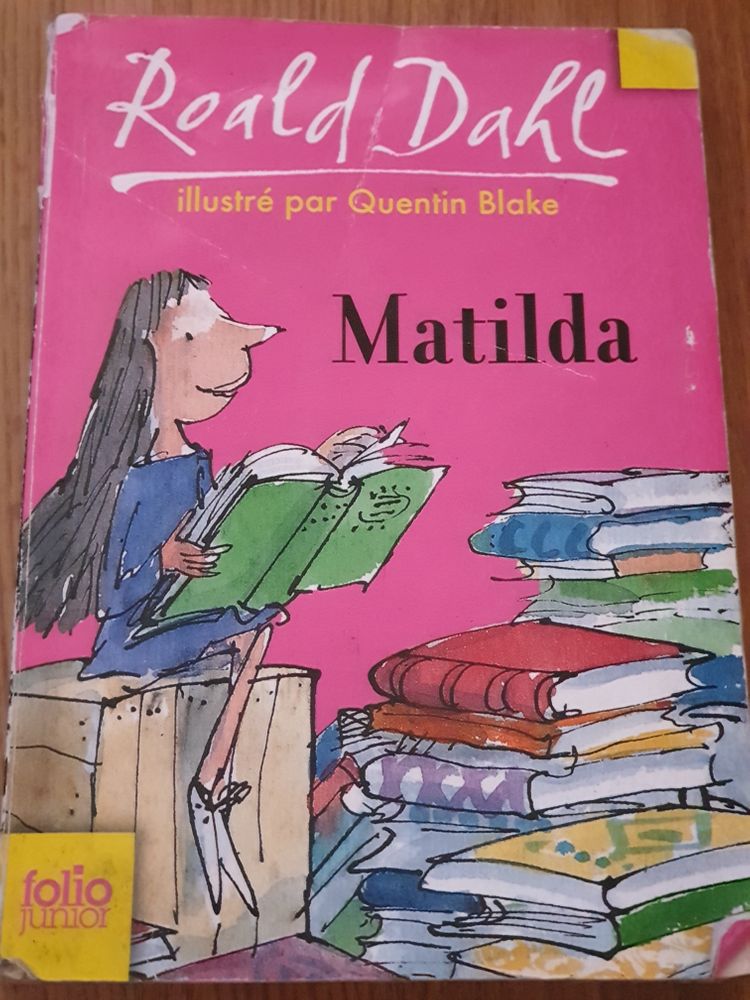 Roald Dahl
illustré par Quentin Blake
Matilda
folio
junior